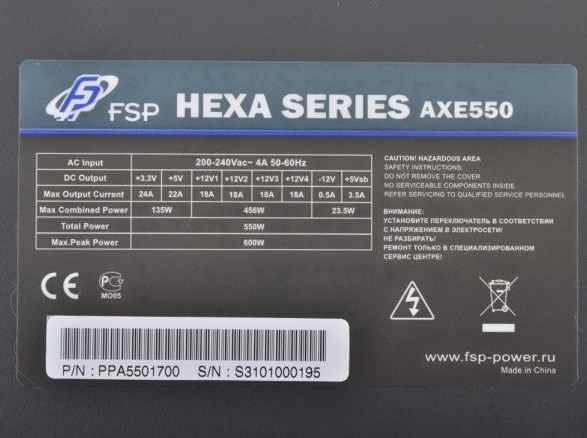 FSP HEXA SERIES AXE550
AC Input 200-240Vac~ 4A 50-60Hz
DC Output +3.3V +5V +12V1 +12V2 +12V3 +12V4 -12V +5Vsb
Max Output Current 24A 22A 18A 18A 18A 18A 0.5A 3.5A
Max Combined Power 135W 456W 23.5W
Total Power 550W
Max.Peak Power 600W
CAUTION! HAZARDOUS AREA
SAFETY INSTUCTIONS:
DO NOT REMOVE THE COVER
NO SERVICEABLE COMPONENTS INSIDE
REFER SERVICING TO QUALIFIED SERVICE PERSONNEL.
ВНИМАНИЕ:
УСТАНОВИТЕ ПЕРЕКЛЮЧАТЕЛЬ В СООТВЕТСТВИИ
С НАПРЯЖЕНИЕМ В ЭЛЕКТРОСЕТИ!
НЕ РАЗБИРАТЬ!
РЕМОНТ ТОЛЬКО В СПЕЦИАЛИЗИРОВАННОМ
СЕРВИС ЦЕНТРЕ!
CE
МО05
P/N : PPA5501700 S/N : S3101000195
www.fsp-power.ru
Made in China